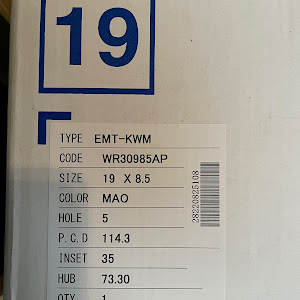 19
TYPE EMT-KWM
CODE WR30985AP
SIZE 19 X 8.5
COLOR MAO
HOLE 5
P.C.D 114.3
INSET 35
HUB 73.30
QTY 1
28220825108